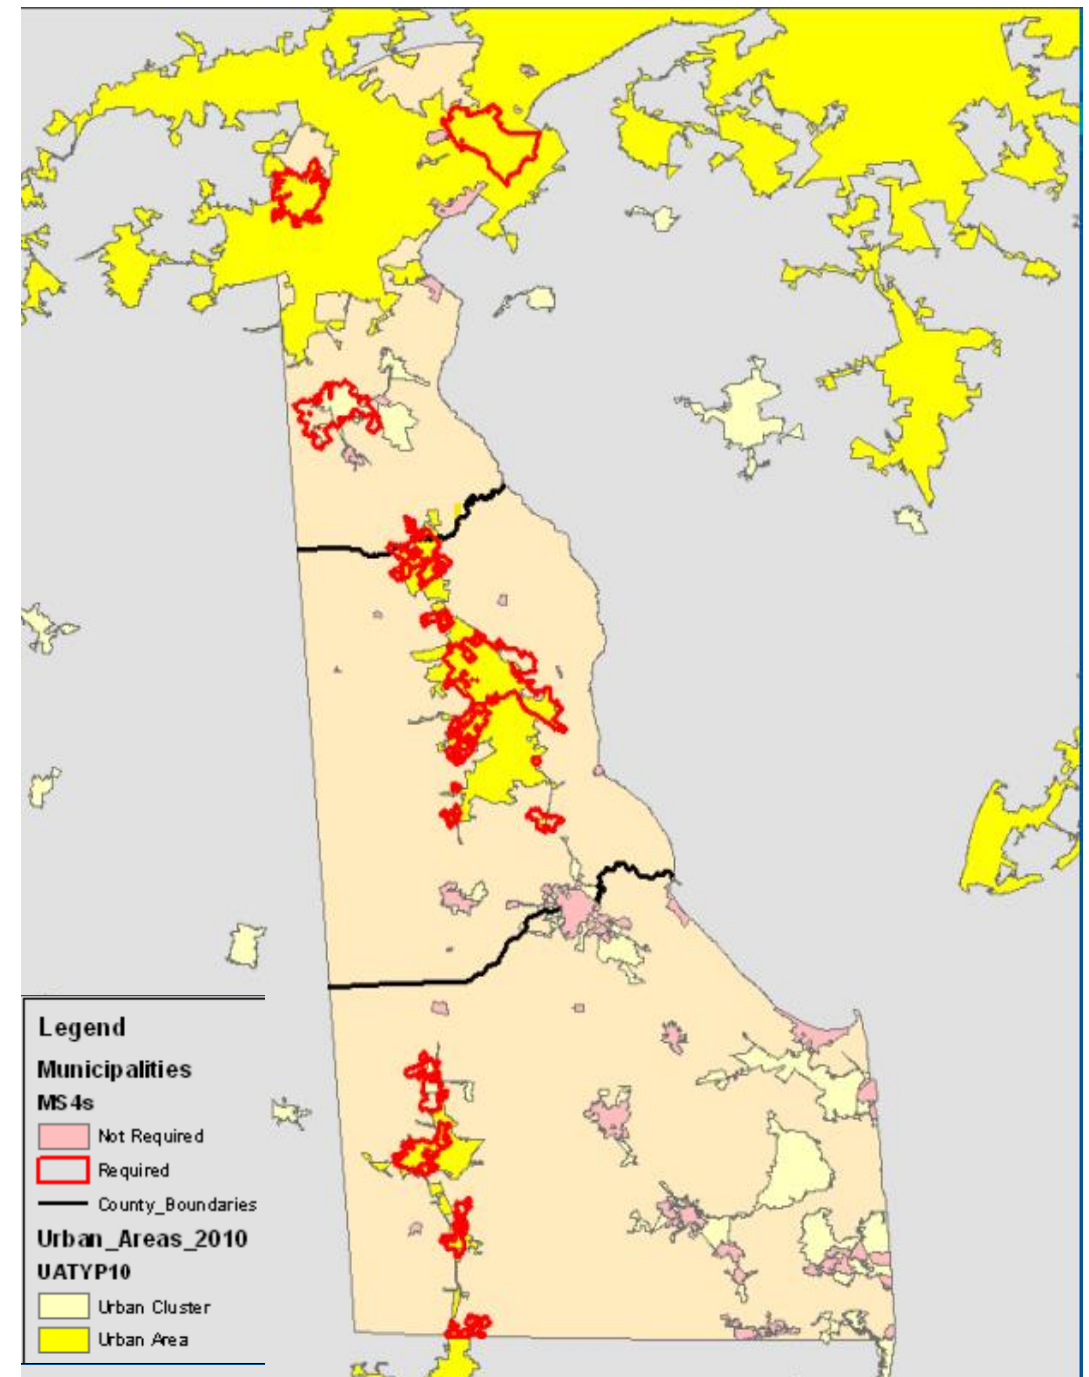 Legend
Municipalities
MS4s
Not Required
Required
County_Boundaries
Urban_Areas_2010
UATYP10
Urban Cluster
Urban Area